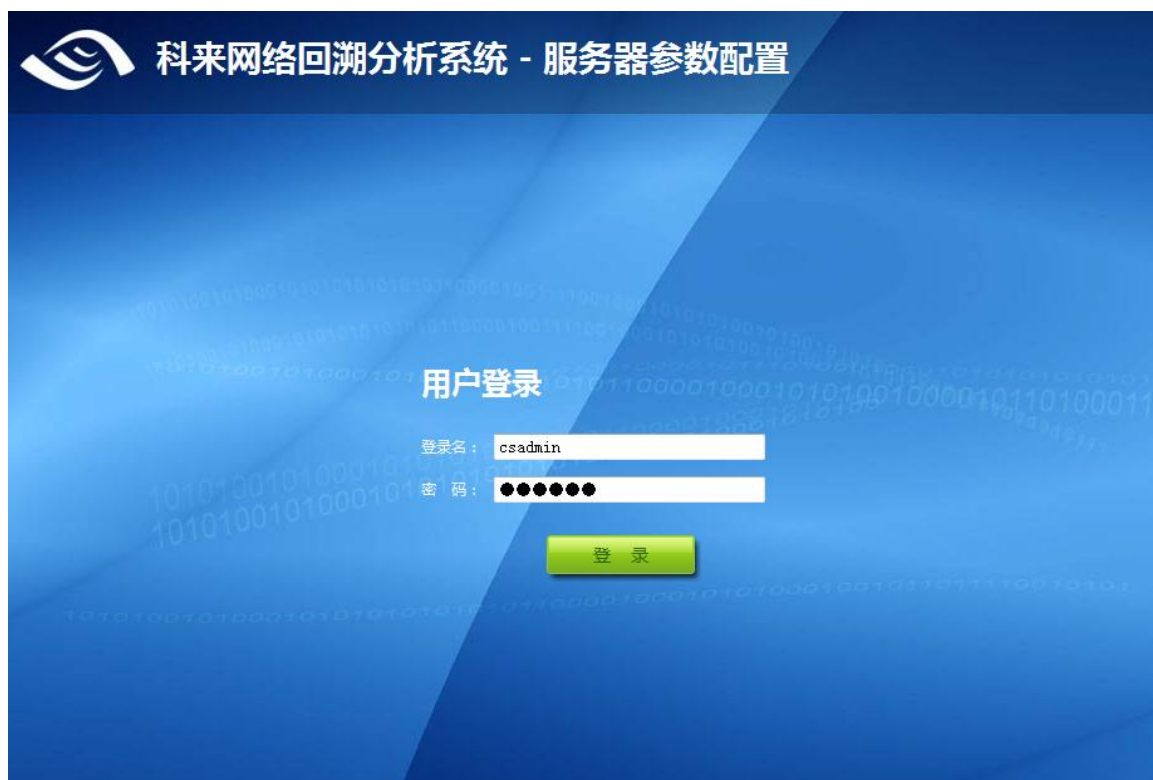 科来网络回溯分析系统 - 服务器参数配置
用户登录
登录名： csadmin
密 码： ●●●●●●
登 录